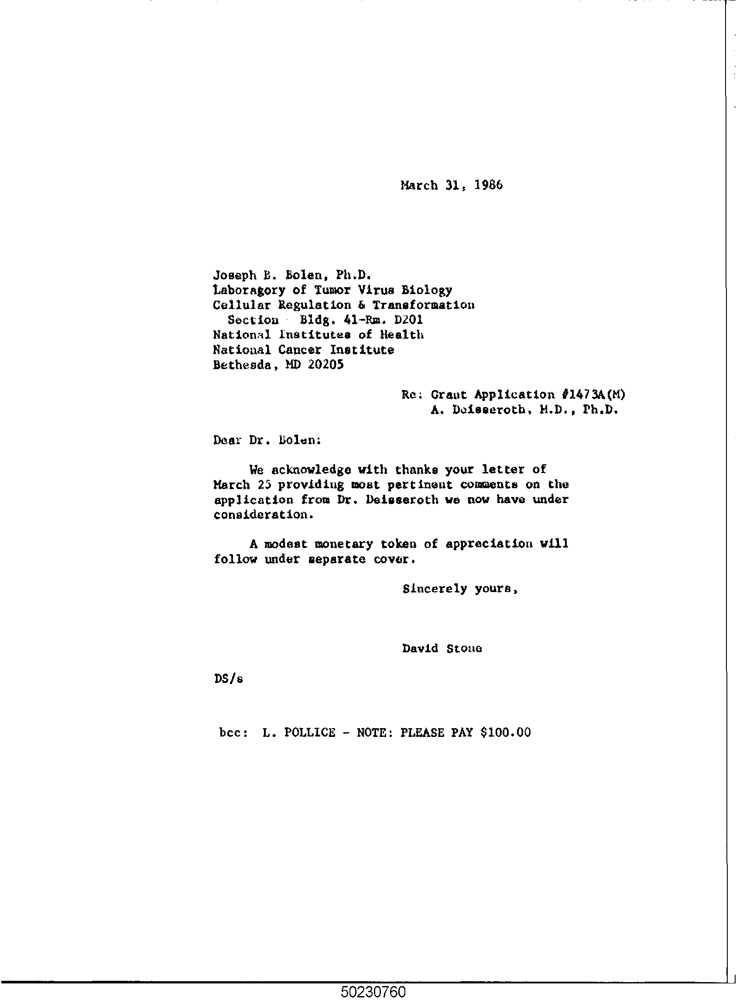 March 31, 1986
Joseph B. Bolen, Ph.D.
Laboragory of Tumor Virus Biology
Cellular Regulation & Transformation
Section Bldg. 41-Rm. D201
National Institutes of Health
National Cancer Institute
Bethesda, MD 20205
Re: Grant Application #1473A(M)
A. Deisseroth, M.D., Ph.D.
Dear Dr. Bolen:
We acknowledge with thanks your letter of
March 25 providing most pertinent comments on the
application from Dr. Deisseroth we now have under
consideration.
A modest monetary token of appreciation will
follow under separate cover.
Sincerely yours,
David Stone
DS/s
bcc: L. POLLICE - NOTE: PLEASE PAY $100.00
50230760